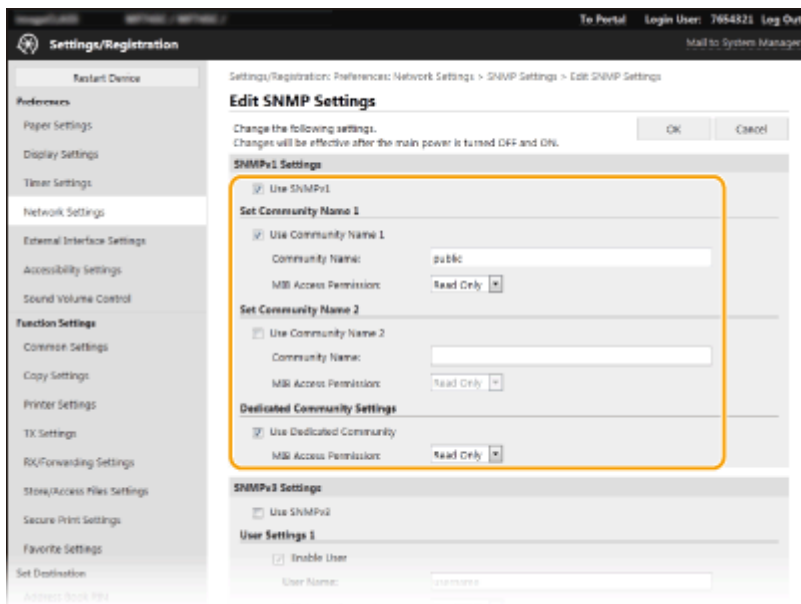 To Portal Login User: 7654321 Log Out
Settings/Registration
Mail to System Manager
Restart Device
Preferences
Paper Settings
Display Settings
Timer Settings
Network Settings
External Interface Settings
Accessibility Settings
Sound Volume Control
Function Settings
Common Settings
Copy Settings
Printer Settings
TX Settings
RX/Forwarding Settings
Store/Access Files Settings
Secure Print Settings
Favorite Settings
Set Destination
Settings/Registration: Preferences: Network Settings > SNMP Settings > Edit SNMP Settings
Edit SNMP Settings
Change the following settings.
Changes will be effective after the main power is turned OFF and ON.
OK Cancel
SNMPv1 Settings
Use SNMPv1
Set Community Name 1
Use Community Name 1
Community Name: public
MIB Access Permission: Read Only
Set Community Name 2
Use Community Name 2
Community Name:
MIB Access Permission: Read Only
Dedicated Community Settings
Use Dedicated Community
MIB Access Permission: Read Only
SNMPv3 Settings
Use SNMPv3
User Settings 1
Enable User
User Name: username